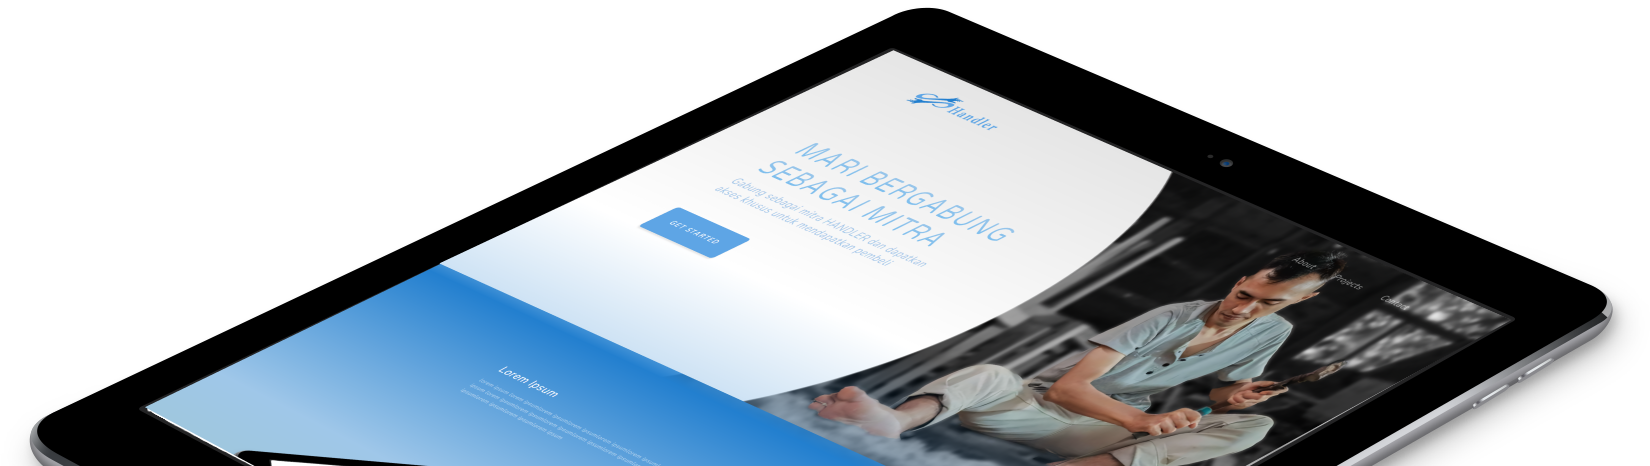 Handler
About
Projects
Contact
MARI BERGABUNG
SEBAGAI MITRA
Gabung sebagai mitra HANDLER dan dapatkan
akses khusus untuk mendapatkan pembeli
GET STARTED
Lorem Ipsum